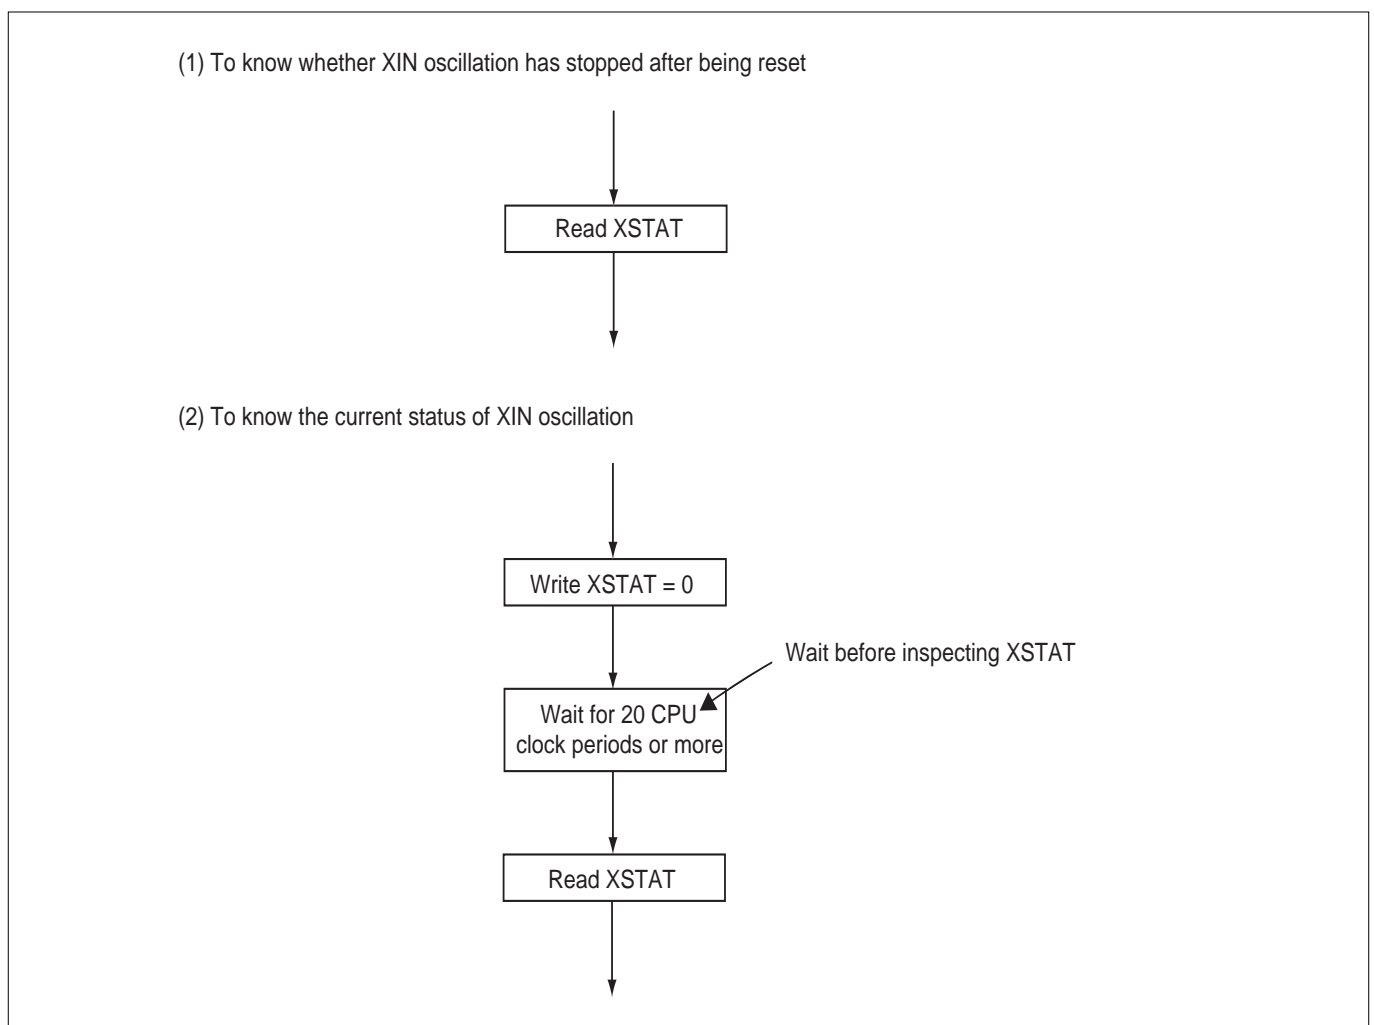 (1) To know whether XIN oscillation has stopped after being reset
Read XSTAT
(2) To know the current status of XIN oscillation
Write XSTAT = 0
Wait before inspecting XSTAT
Wait for 20 CPU
clock periods or more
Read XSTAT